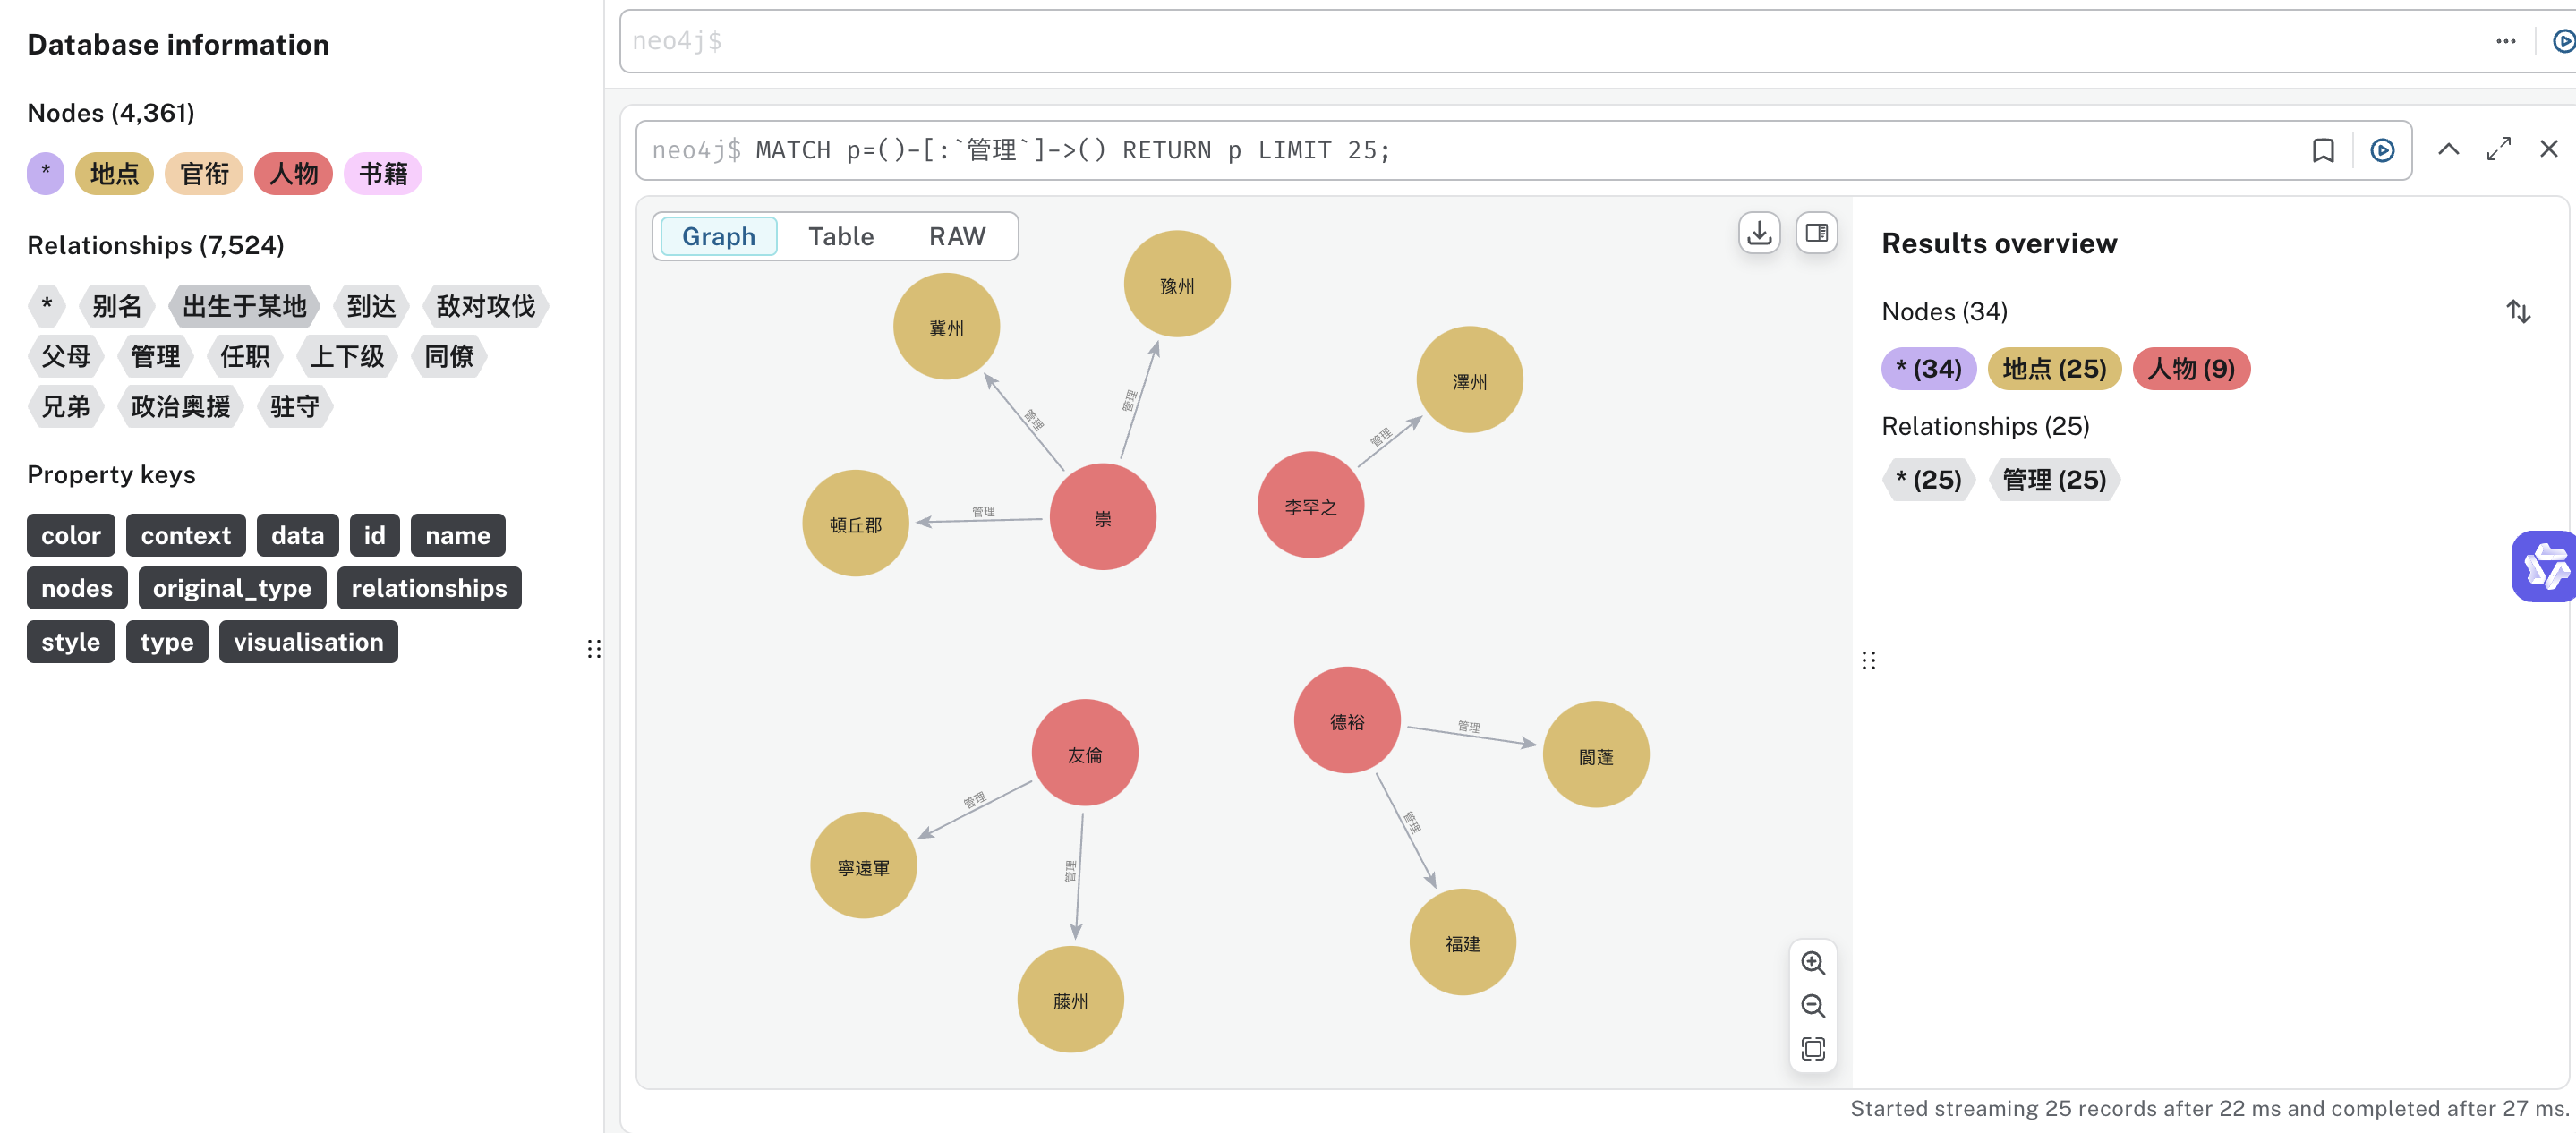 Database information
Nodes (4,361)
* 地点 官衔 人物 书籍
Relationships (7,524)
* 别名 出生于某地 到达 敌对攻伐
父母 管理 任职 上下级 同僚
兄弟 政治奥援 驻守
Property keys
color context data id name
nodes original_type relationships
style type visualisation
neo4j$
neo4j$ MATCH p=()-[:`管理`]->() RETURN p LIMIT 25;
Graph Table RAW
豫州
冀州
澤州
管理
管理
管理
李罕之
崇
管理
頓丘郡
德裕
管理
友倫
閬蓬
管理
管理
寧遠軍
管理
福建
藤州
Results overview
Nodes (34)
* (34) 地点 (25) 人物 (9)
Relationships (25)
* (25) 管理 (25)
Started streaming 25 records after 22 ms and completed after 27 ms.